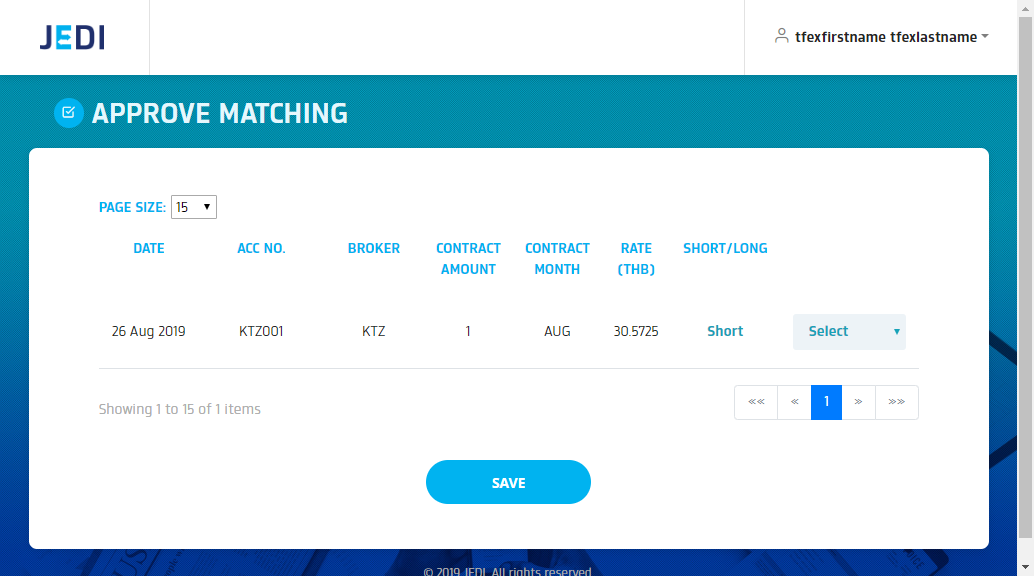 JEDI
tfexfirstname tfexlastname
APPROVE MATCHING
PAGE SIZE: 15
DATE ACC NO. BROKER CONTRACT AMOUNT CONTRACT MONTH RATE (THB) SHORT/LONG
26 Aug 2019 KTZ001 KTZ 1 AUG 30.5725 Short Select
Showing 1 to 15 of 1 items
«« « 1 » »»
SAVE
© 2019 JEDI. All rights reserved